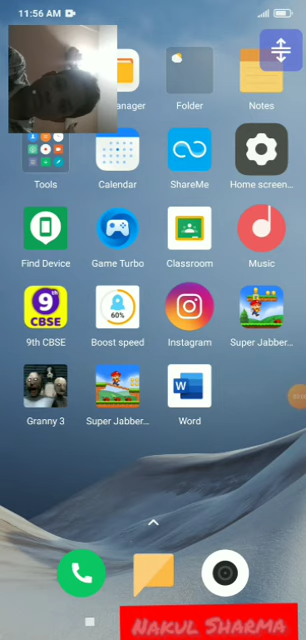 11:56 AM
anager
Folder
Notes
Tools
Calendar
ShareMe
Home screen...
Find Device
Game Turbo
Classroom
Music
9th
CBSE
60%
9th CBSE
Boost speed
Instagram
Super Jabber...
Granny 3
Super Jabber...
W
Word
Nakul Sharma